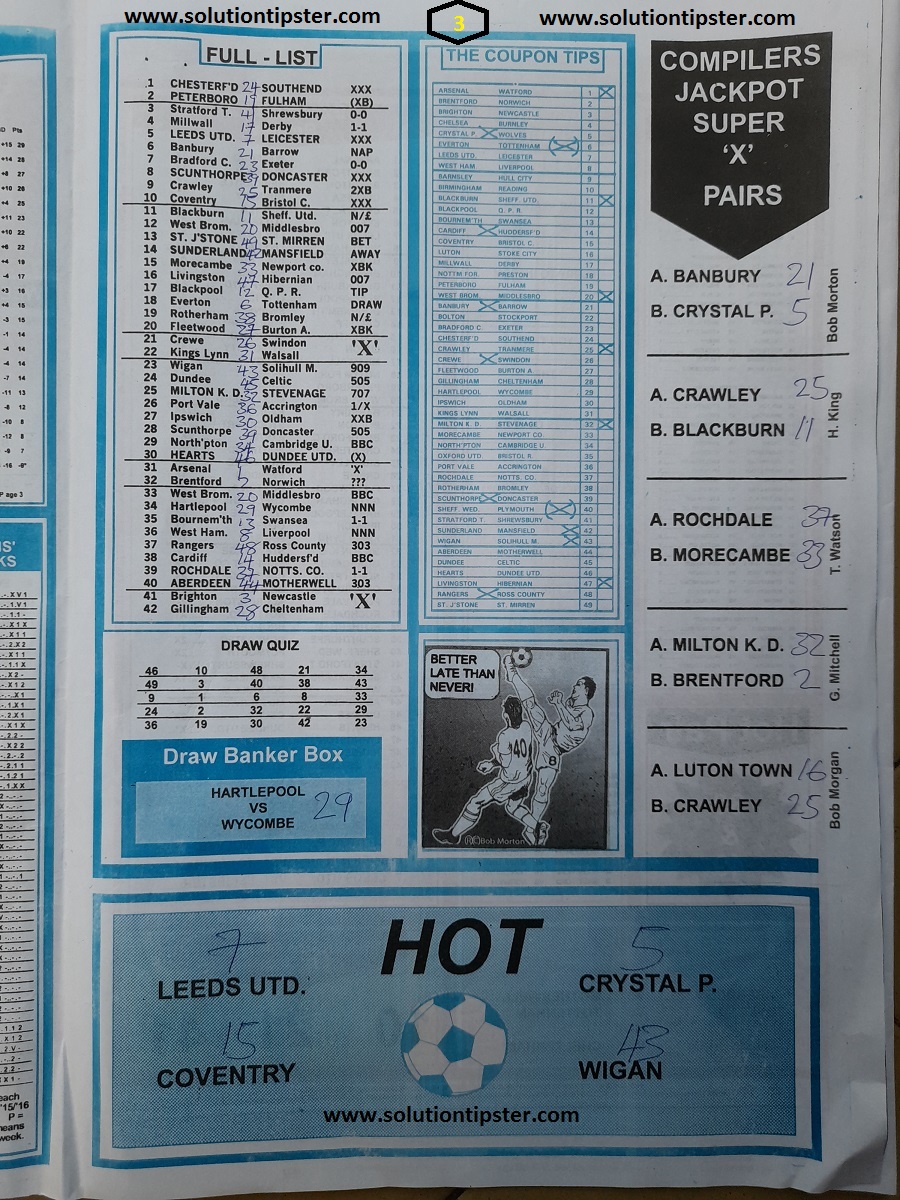 www.solutiontipster.com
3
www.solutiontipster.com
FULL - LIST
1 CHESTERF'D 24 SOUTHEND XXX
2 PETERBORO 19 FULHAM (XB)
3 Stratford T. 41 Shrewsbury 0-0
4 Millwall 17 Derby 1-1
5 LEEDS UTD. 7 LEICESTER XXX
6 Banbury 21 Barrow NAP
7 Bradford C. 23 Exeter 0-0
8 SCUNTHORPE 39 DONCASTER XXX
9 Crawley 25 Tranmere 2XB
10 Coventry 15 Bristol C. XXX
11 Blackburn 11 Sheff. Utd. N/£
12 West Brom. 20 Middlesbro 007
13 ST. J'STONE 49 ST. MIRREN BET
14 SUNDERLAND 42 MANSFIELD AWAY
15 Morecambe 33 Newport co. XBK
16 Livingston 47 Hibernian 007
17 Blackpool 12 Q. P. R. TIP
18 Everton 6 Tottenham DRAW
19 Rotherham 38 Bromley N/£
20 Fleetwood 27 Burton A. XBK
21 Crewe 26 Swindon
'X'
22 Kings Lynn 31 Walsall
23 Wigan 43 Solihull M. 909
24 Dundee 45 Celtic 505
25 MILTON K. D. 32 STEVENAGE 707
26 Port Vale 36 Accrington 1/X
27 Ipswich 30 Oldham XXB
28 Scunthorpe 39 Doncaster 505
29 North'pton 34 Cambridge U. BBC
30 HEARTS 46 DUNDEE UTD. (X)
31 Arsenal 1 Watford 'X'
32 Brentford 2 Norwich ???
33 West Brom. 20 Middlesbro BBC
34 Hartlepool 29 Wycombe NNN
35 Bournem'th 13 Swansea 1-1
36 West Ham. 8 Liverpool NNN
37 Rangers 48 Ross County 303
38 Cardiff 14 Hudders'f'd BBC
39 ROCHDALE 37 NOTTS. CO. 1-1
40 ABERDEEN 44 MOTHERWELL 303
41 Brighton 3 Newcastle
'X'
42 Gillingham 28 Cheltenham
THE COUPON TIPS
ARSENAL WATFORD 1
BRENTFORD NORWICH 2
BRIGHTON NEWCASTLE 3
CHELSEA BURNLEY 4
CRYSTAL P. WOLVES 5
EVERTON TOTTENHAM 6
LEEDS UTD. LEICESTER 7
WEST HAM LIVERPOOL 8
BARNSLEY HULL CITY 9
BIRMINGHAM READING 10
BLACKBURN SHEFF. UTD. 11
BLACKPOOL Q. P. R. 12
BOURNEM'TH SWANSEA 13
CARDIFF HUDDERSF'D 14
COVENTRY BRISTOL C. 15
LUTON STOKE CITY 16
MILLWALL DERBY 17
NOTTM FOR. PRESTON 18
PETERBORO FULHAM 19
WEST BROM. MIDDLESBRO 20
BANBURY BARROW 21
BOLTON STOCKPORT 22
BRADFORD C. EXETER 23
CHESTERF'D SOUTHEND 24
CRAWLEY TRANMERE 25
CREWE SWINDON 26
FLEETWOOD BURTON A. 27
GILLINGHAM CHELTENHAM 28
HARTLEPOOL WYCOMBE 29
IPSWICH OLDHAM 30
KINGS LYNN WALSALL 31
MILTON K. D. STEVENAGE 32
MORECAMBE NEWPORT CO. 33
NORTH'PTON CAMBRIDGE U. 34
OXFORD UTD. BRISTOL R. 35
PORT VALE ACCRINGTON 36
ROCHDALE NOTTS. CO. 37
ROTHERHAM BROMLEY 38
SCUNTHORPE DONCASTER 39
SHEFF. WED. PLYMOUTH 40
STRATFORD T SHREWSBURY 41
SUNDERLAND MANSFIELD 42
WIGAN SOLIHULL M. 43
ABERDEEN MOTHERWELL 44
DUNDEE CELTIC 45
HEARTS DUNDEE UTD. 46
LIVINGSTON HIBERNIAN 47
RANGERS ROSS COUNTY 48
ST. J'STONE ST. MIRREN 49
COMPILERS
JACKPOT
SUPER
'X'
PAIRS
A. BANBURY 21
B. CRYSTAL P. 5
Bob Morton
A. CRAWLEY 25
B. BLACKBURN 11
H. King
A. ROCHDALE 37
B. MORECAMBE 33
T. Watson
A. MILTON K. D. 32
B. BRENTFORD 2
G. Mitchell
A. LUTON TOWN 16
B. CRAWLEY 25
Bob Morgan
DRAW QUIZ
46 10 48 21 34
49 3 40 38 43
9 1 6 8 33
24 2 32 22 29
36 19 30 42 23
Draw Banker Box
HARTLEPOOL
VS 29
WYCOMBE
BETTER
LATE THAN
NEVER!
40
8
Bob Morton
HOT
7
LEEDS UTD.
5
CRYSTAL P.
15
COVENTRY
43
WIGAN
www.solutiontipster.com